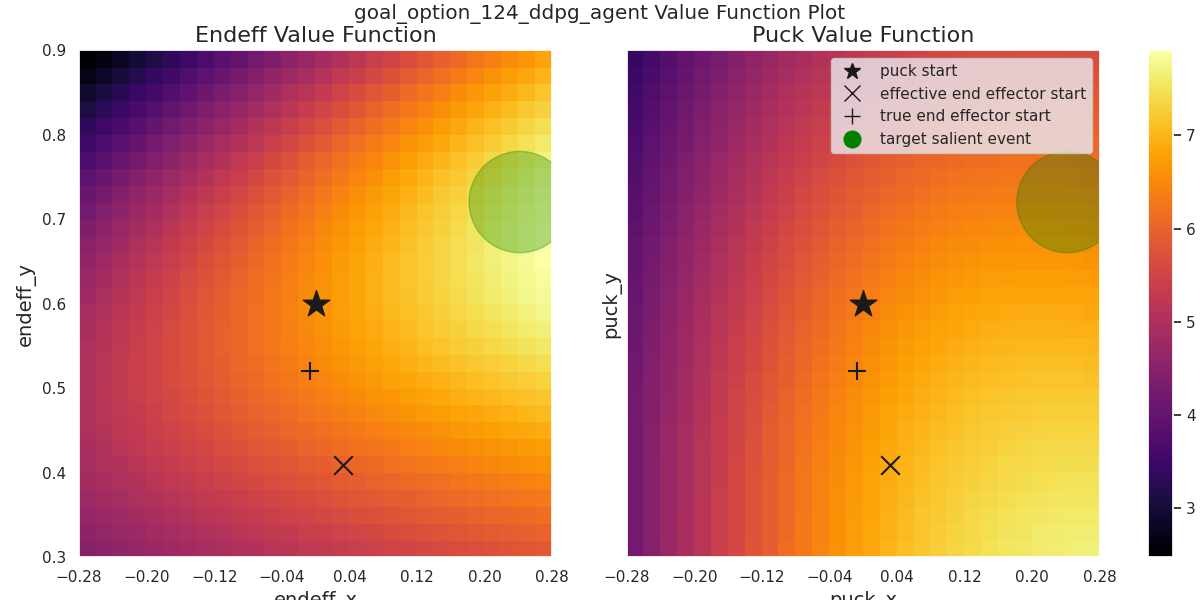 goal_option_124_ddpg_agent Value Function Plot
Endeff Value Function
Puck Value Function
0.9
0.8
0.7
0.6
0.5
0.4
0.3
endeff_y
−0.28 −0.20 −0.12 −0.04 0.04 0.12 0.20 0.28
endeff_x
puck_y
puck start
effective end effector start
true end effector start
target salient event
−0.28 −0.20 −0.12 −0.04 0.04 0.12 0.20 0.28
puck_x
7
6
5
4
3